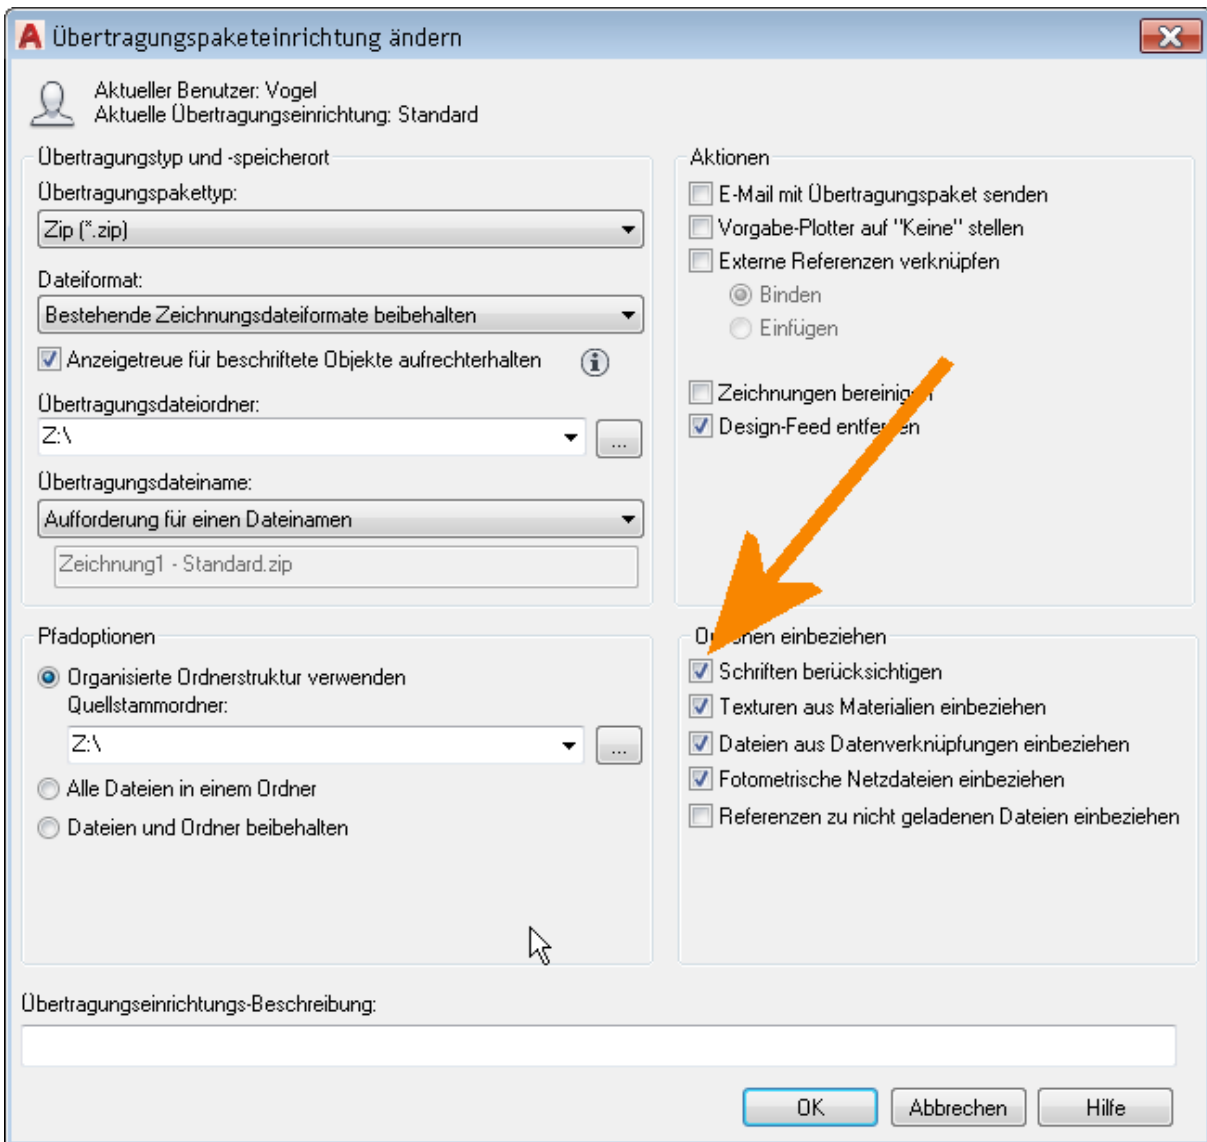 Übertragungspaketeinrichtung ändern
Aktueller Benutzer: Vogel
Aktuelle Übertragungseinrichtung: Standard
Übertragungstyp und -speicherort
Übertragungspakettyp:
Zip (*.zip)
Dateiformat:
Bestehende Zeichnungsdateiformate beibehalten
Anzeigetreue für beschriftete Objekte aufrechterhalten
Übertragungsdateiordner:
Z:\
...
Übertragungsdateiname:
Aufforderung für einen Dateinamen
Zeichnung1 - Standard.zip
Aktionen
E-Mail mit Übertragungspaket senden
Vorgabe-Plotter auf "Keine" stellen
Externe Referenzen verknüpfen
Binden
Einfügen
Zeichnungen bereinigen
Design-Feed entfernen
Pfadoptionen
Organisierte Ordnerstruktur verwenden
Quellstammordner:
Z:\
...
Alle Dateien in einem Ordner
Dateien und Ordner beibehalten
Optionen einbeziehen
Schriften berücksichtigen
Texturen aus Materialien einbeziehen
Dateien aus Datenverknüpfungen einbeziehen
Fotometrische Netzdateien einbeziehen
Referenzen zu nicht geladenen Dateien einbeziehen
Übertragungseinrichtungs-Beschreibung:
OK
Abbrechen
Hilfe